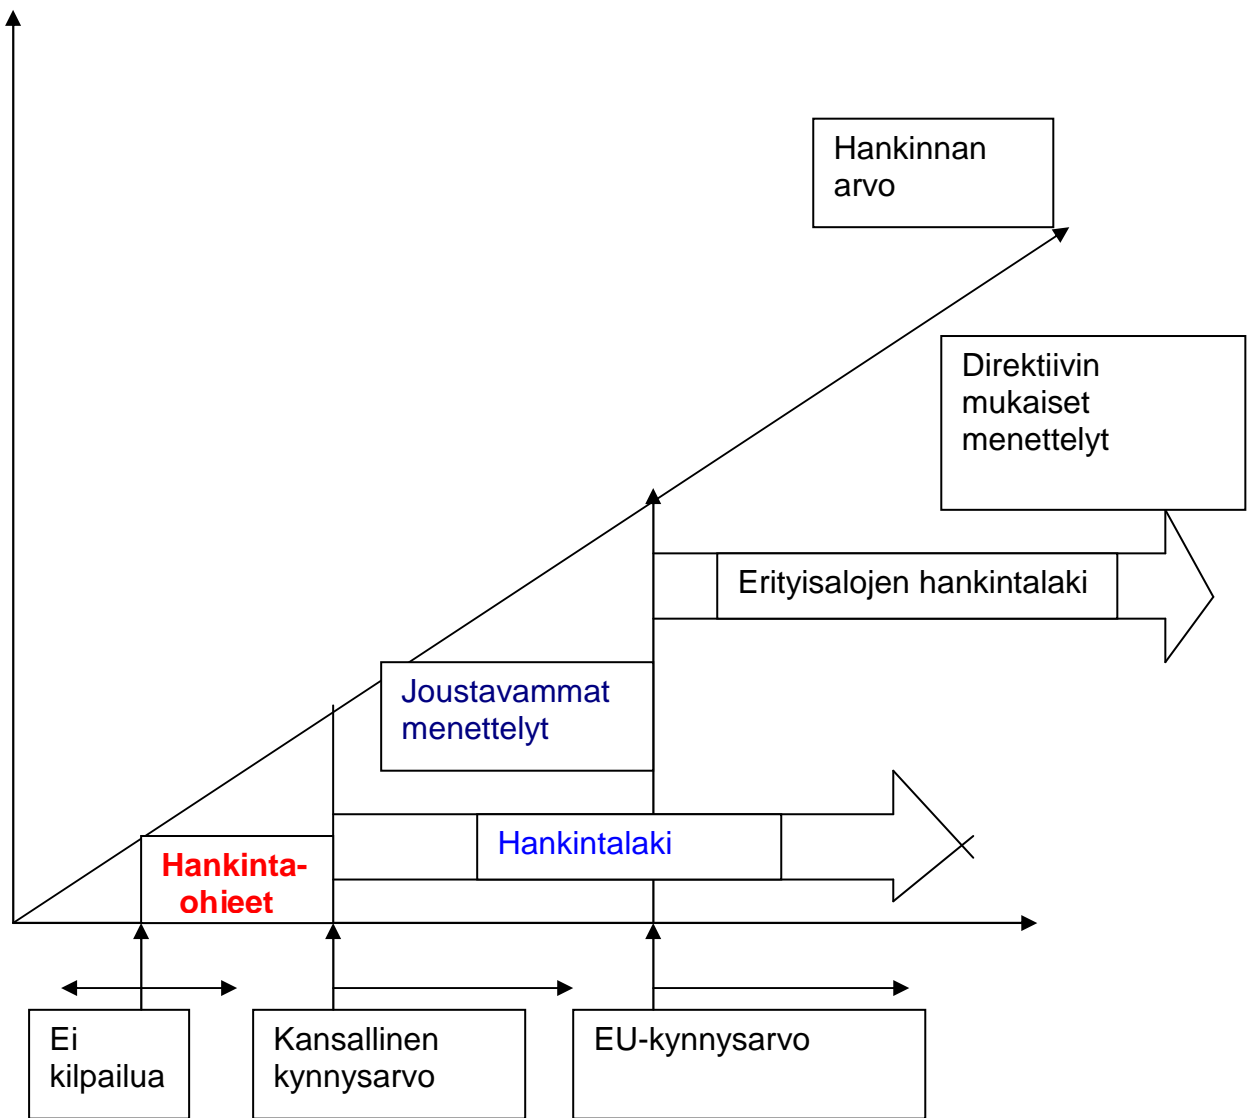 Hankinnan
arvo
Direktiivin
mukaiset
menettelyt
Erityisalojen hankintalaki
Joustavammat
menettelyt
Hankintalaki
Hankinta-
ohieet
Ei
kilpailua
Kansallinen
kynnysarvo
EU-kynnysarvo